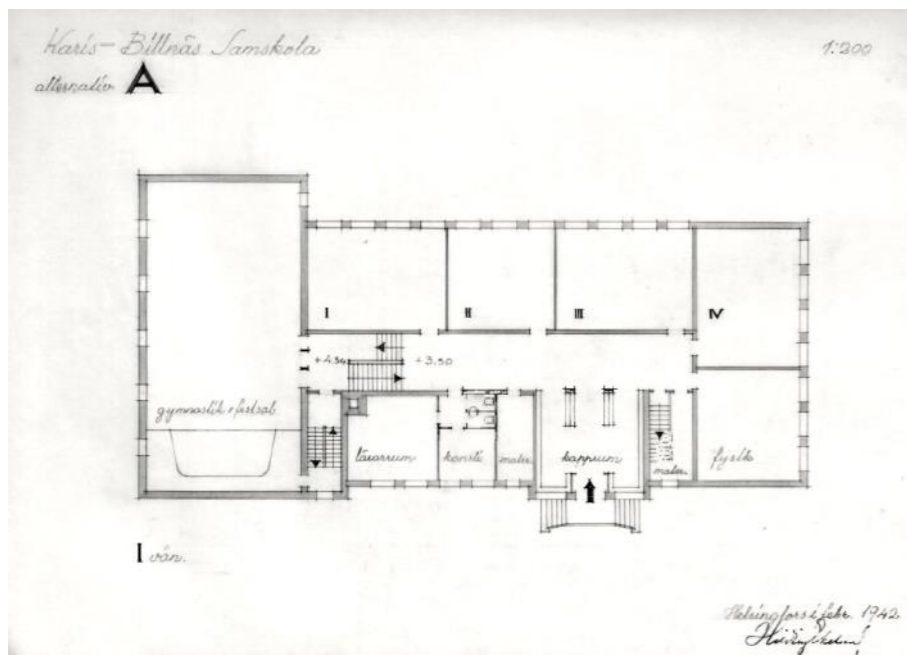 Karis-Billnäs Samskola
1:200
alternativ A
I
II
III
IV
+4.54
+3.50
gymnastik o festsal
lärarrum
kansli
mater.
kapprum
mater.
fysik
I vån.
Helsingfors i febr. 1942